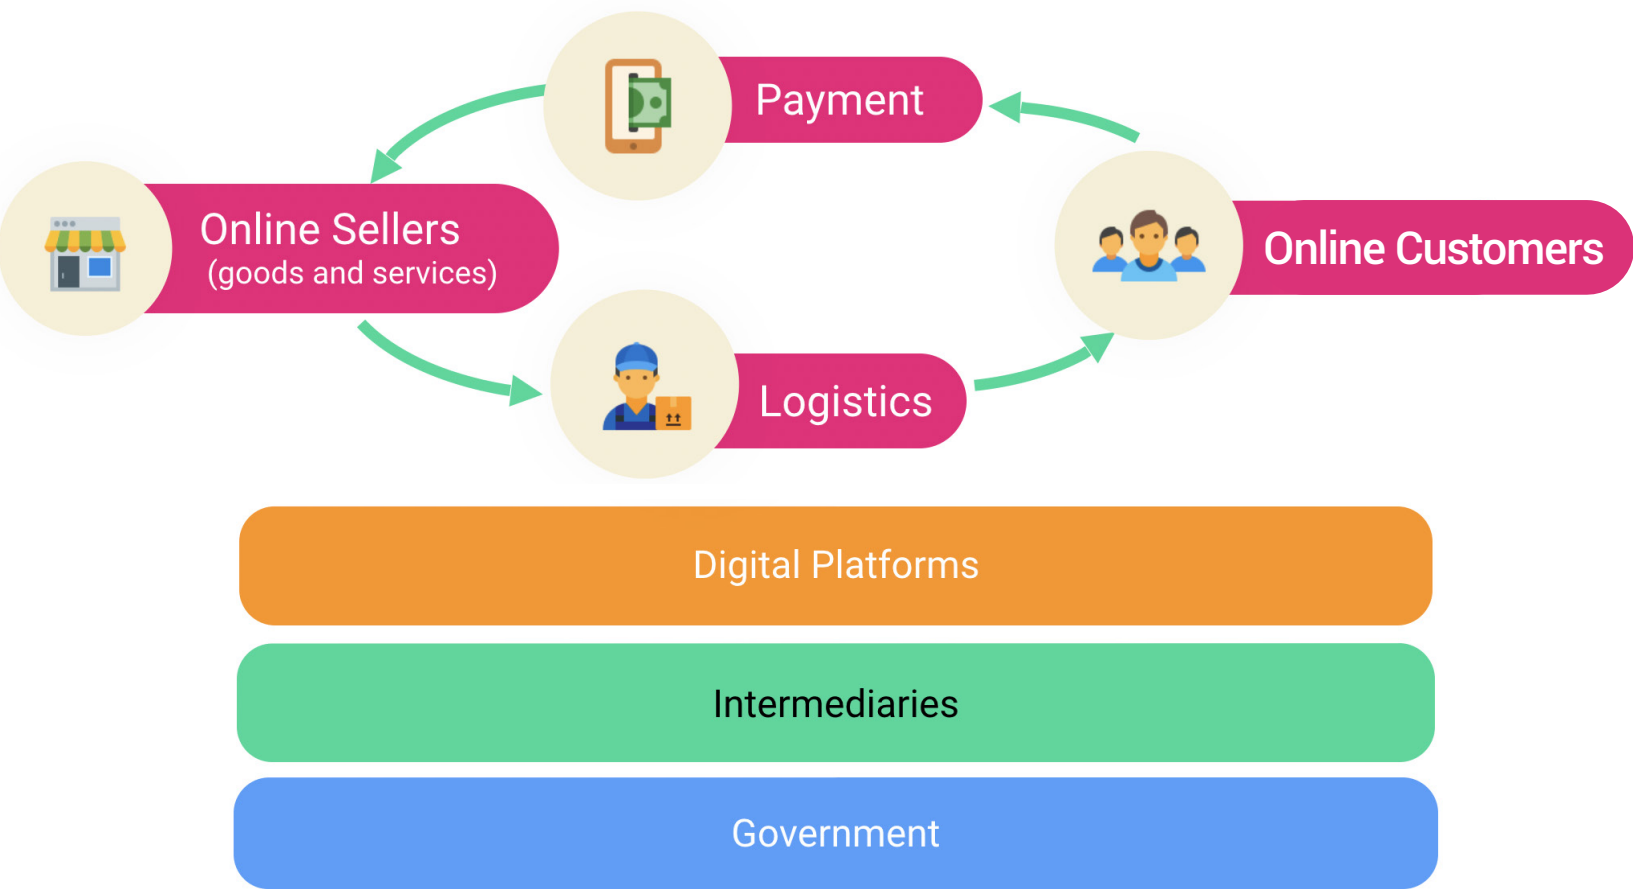 Payment
Online Sellers
(goods and services)
Online Customers
Logistics
Digital Platforms
Intermediaries
Government